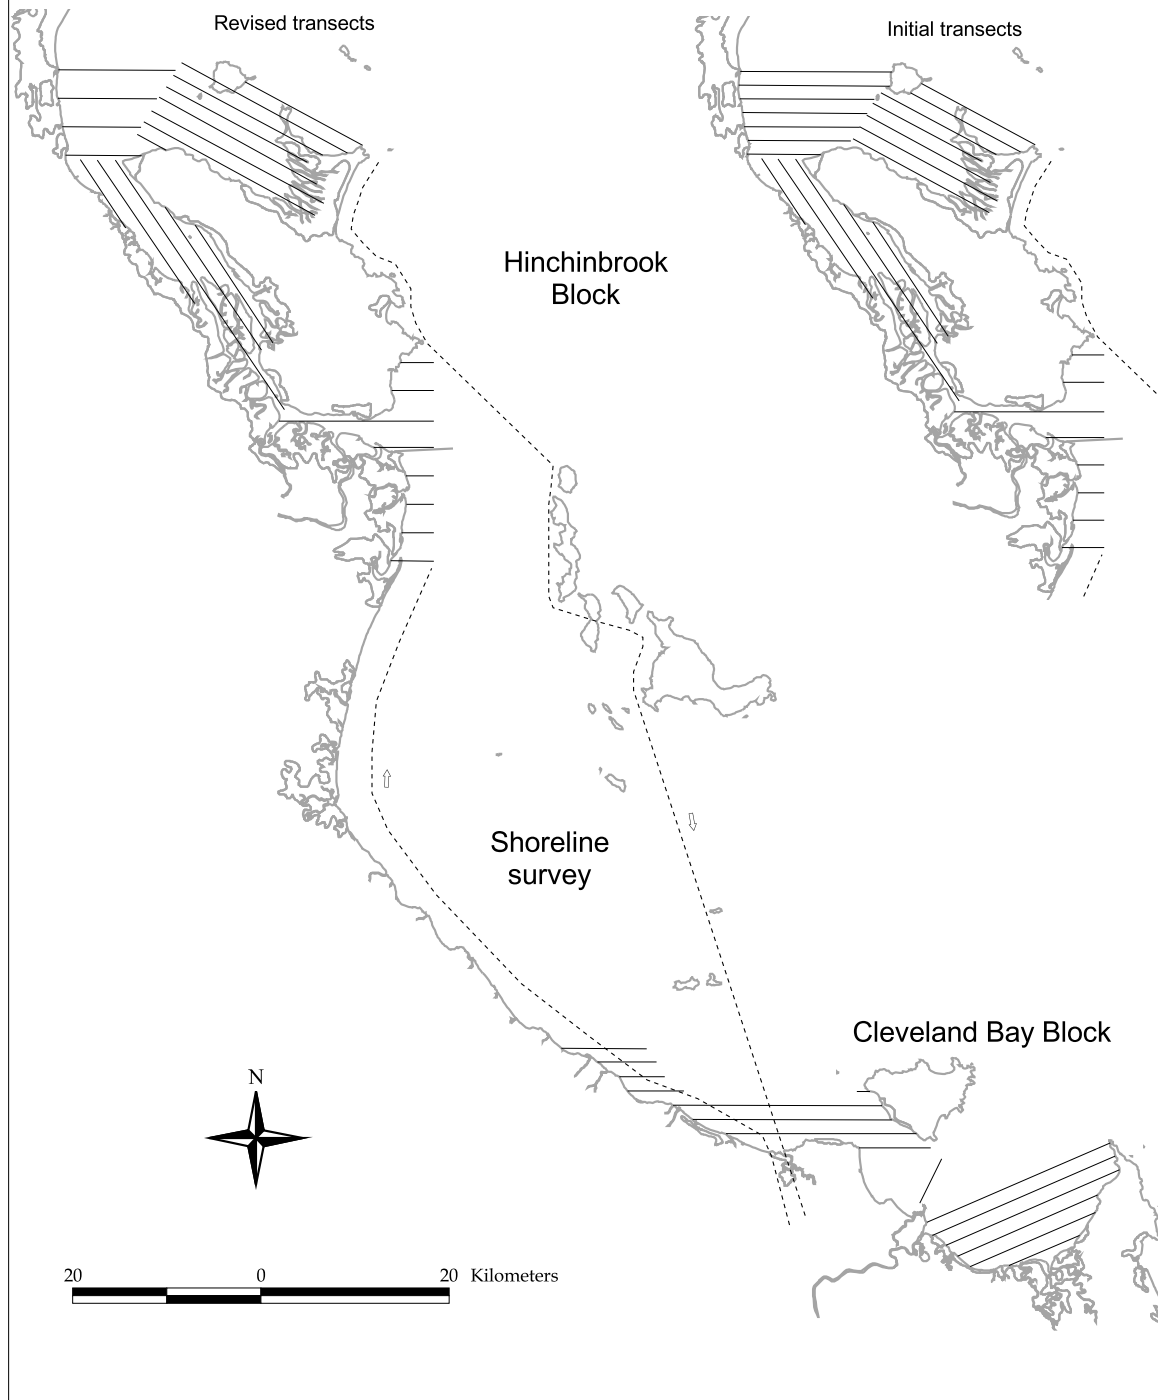 Revised transects
Initial transects
Hinchinbrook
Block
Shoreline
survey
Cleveland Bay Block
N
20 0 20 Kilometers